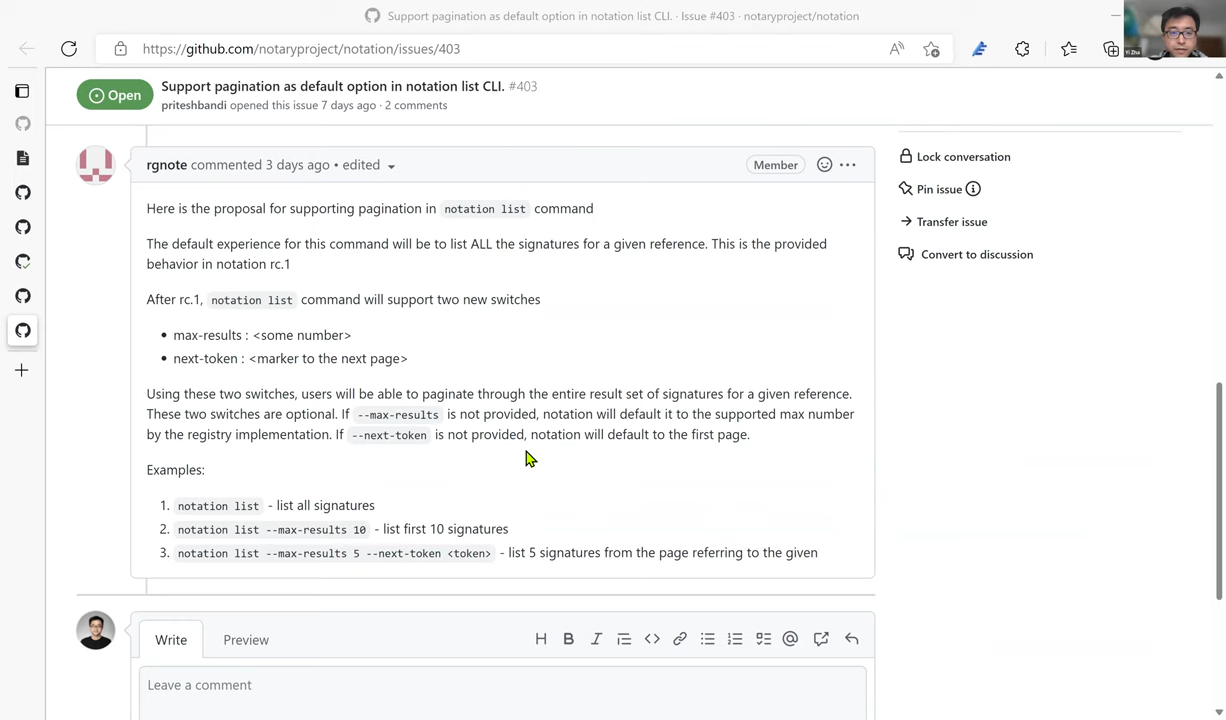 Support pagination as default option in notation list CLI. · Issue #403 · notaryproject/notation
https://github.com/notaryproject/notation/issues/403
Yi Zha
Open
Support pagination as default option in notation list CLI. #403
priteshbandi opened this issue 7 days ago · 2 comments
rgnote commented 3 days ago • edited
Member
Here is the proposal for supporting pagination in notation list command
The default experience for this command will be to list ALL the signatures for a given reference. This is the provided
behavior in notation rc.1
After rc.1, notation list command will support two new switches
• max-results : <some number>
• next-token : <marker to the next page>
Using these two switches, users will be able to paginate through the entire result set of signatures for a given reference.
These two switches are optional. If --max-results is not provided, notation will default it to the supported max number
by the registry implementation. If --next-token is not provided, notation will default to the first page.
Examples:
1. notation list - list all signatures
2. notation list --max-results 10 - list first 10 signatures
3. notation list --max-results 5 --next-token <token> - list 5 signatures from the page referring to the given
Lock conversation
Pin issue
Transfer issue
Convert to discussion
Write
Preview
Leave a comment